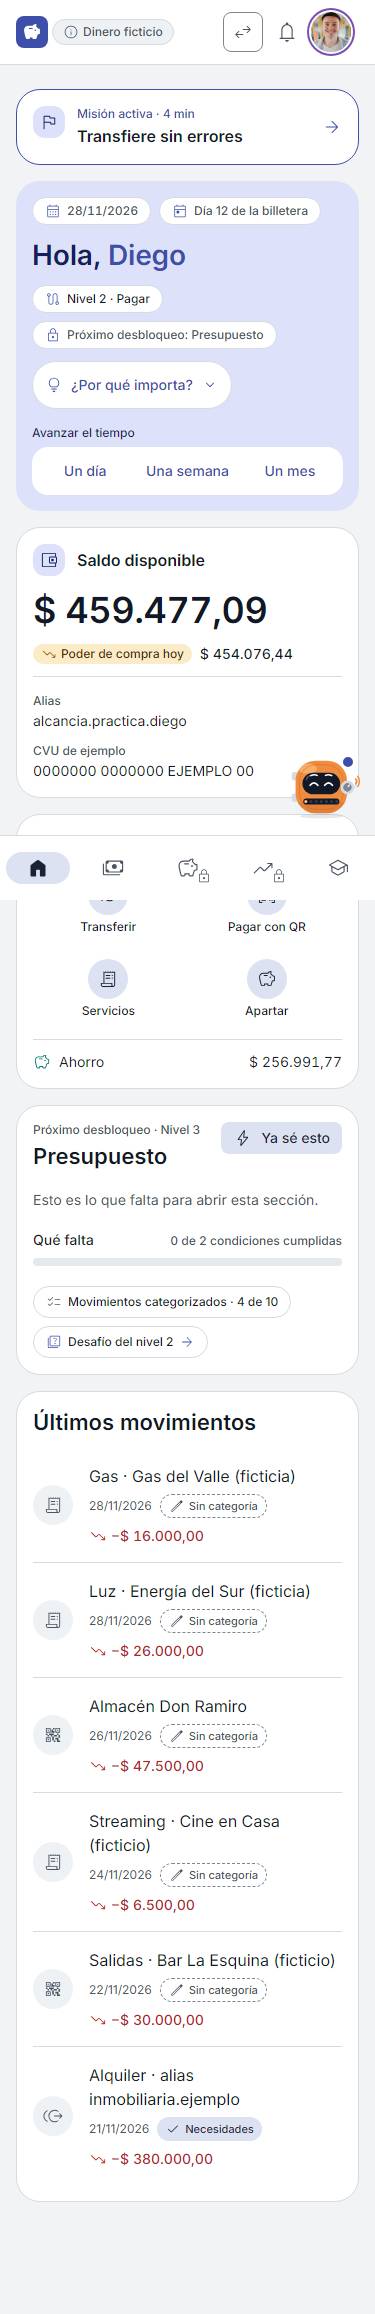 Dinero ficticio
Misión activa · 4 min
Transfiere sin errores
28/11/2026
Día 12 de la billetera
Hola, Diego
Nivel 2 · Pagar
Próximo desbloqueo: Presupuesto
¿Por qué importa?
Avanzar el tiempo
Un día
Una semana
Un mes
Saldo disponible
$ 459.477,09
Poder de compra hoy
$ 454.076,44
Alias
alcancia.practica.diego
CVU de ejemplo
0000000 0000000 EJEMPLO 00
Transferir
Pagar con QR
Servicios
Apartar
Ahorro
$ 256.991,77
Próximo desbloqueo · Nivel 3
Presupuesto
Ya sé esto
Esto es lo que falta para abrir esta sección.
Qué falta
0 de 2 condiciones cumplidas
Movimientos categorizados · 4 de 10
Desafío del nivel 2
Últimos movimientos
Gas · Gas del Valle (ficticia)
28/11/2026
Sin categoría
−$ 16.000,00
Luz · Energía del Sur (ficticia)
28/11/2026
Sin categoría
−$ 26.000,00
Almacén Don Ramiro
26/11/2026
Sin categoría
−$ 47.500,00
Streaming · Cine en Casa
(ficticio)
24/11/2026
Sin categoría
−$ 6.500,00
Salidas · Bar La Esquina (ficticio)
22/11/2026
Sin categoría
−$ 30.000,00
Alquiler · alias
inmobiliaria.ejemplo
21/11/2026
Necesidades
−$ 380.000,00